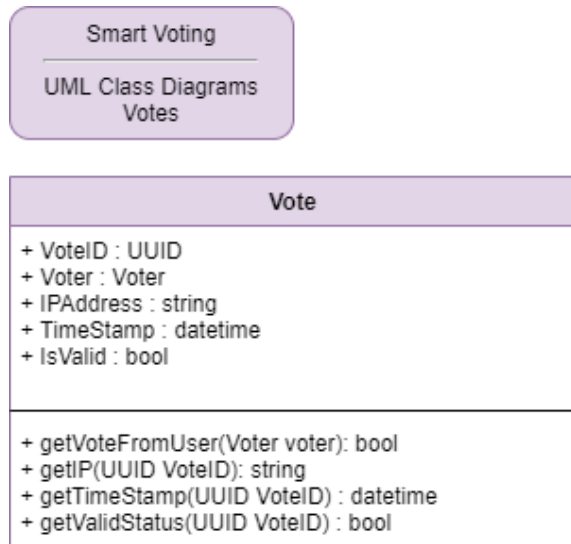 Smart Voting
UML Class Diagrams
Votes
Vote
+ VoteID : UUID
+ Voter : Voter
+ IPAddress : string
+ TimeStamp : datetime
+ IsValid : bool
+ getVoteFromUser(Voter voter): bool
+ getIP(UUID VoteID): string
+ getTimeStamp(UUID VoteID) : datetime
+ getValidStatus(UUID VoteID) : bool